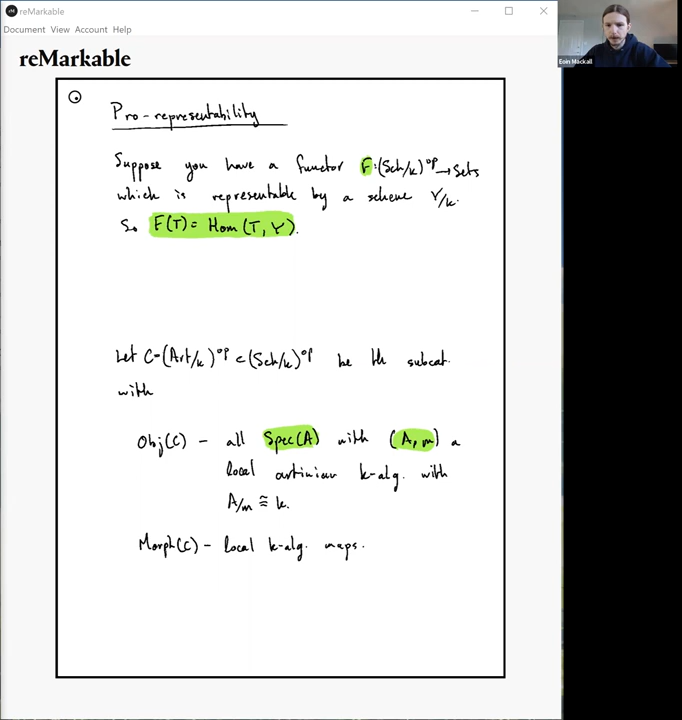 reMarkable
Document View Account Help
reMarkable
Eoin Mackall
Pro-representability
Suppose you have a functor F:(Sch/k)^op → Sets
which is representable by a scheme Y/k.
So F(T) = Hom(T, Y).
Let C=(Art/k)^op ⊂ (Sch/k)^op be th subcat.
with
Obj(C) - all Spec(A) with (A, m) a
local artinian k-alg. with
A/m ≅ k.
Morph(C) - local k-alg. maps.